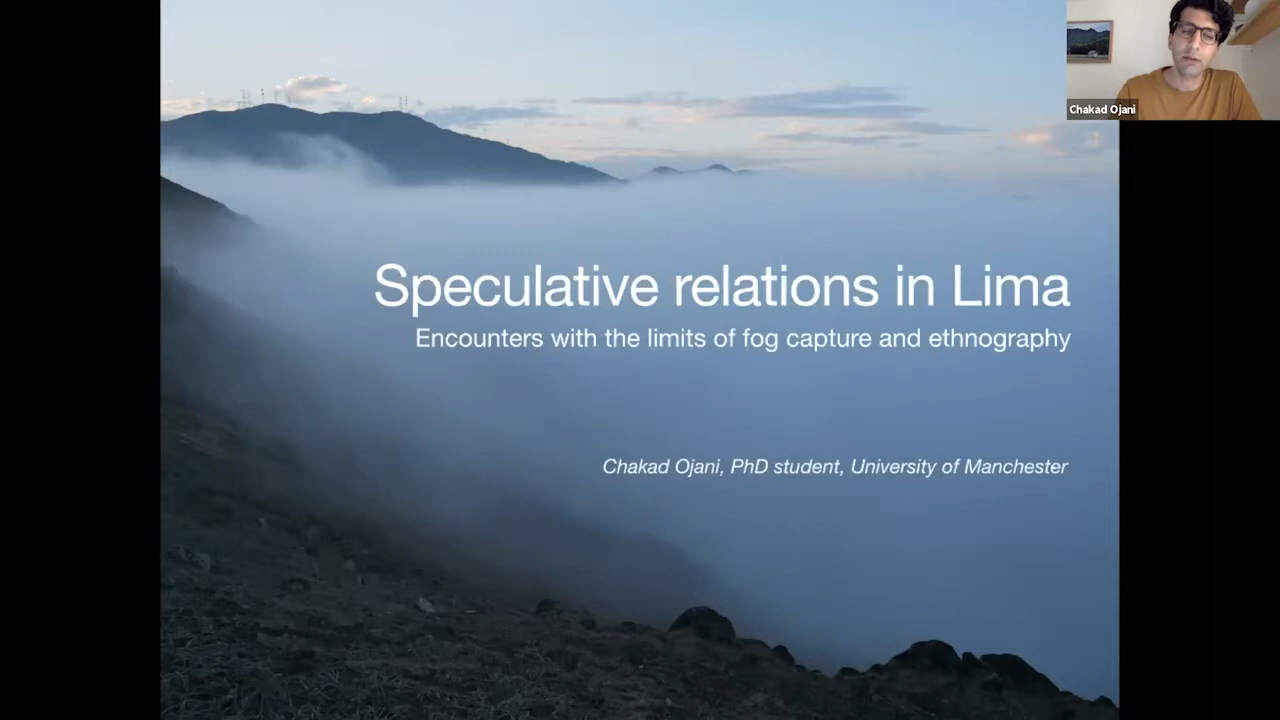 Chakad Ojani
Speculative relations in Lima
Encounters with the limits of fog capture and ethnography
Chakad Ojani, PhD student, University of Manchester